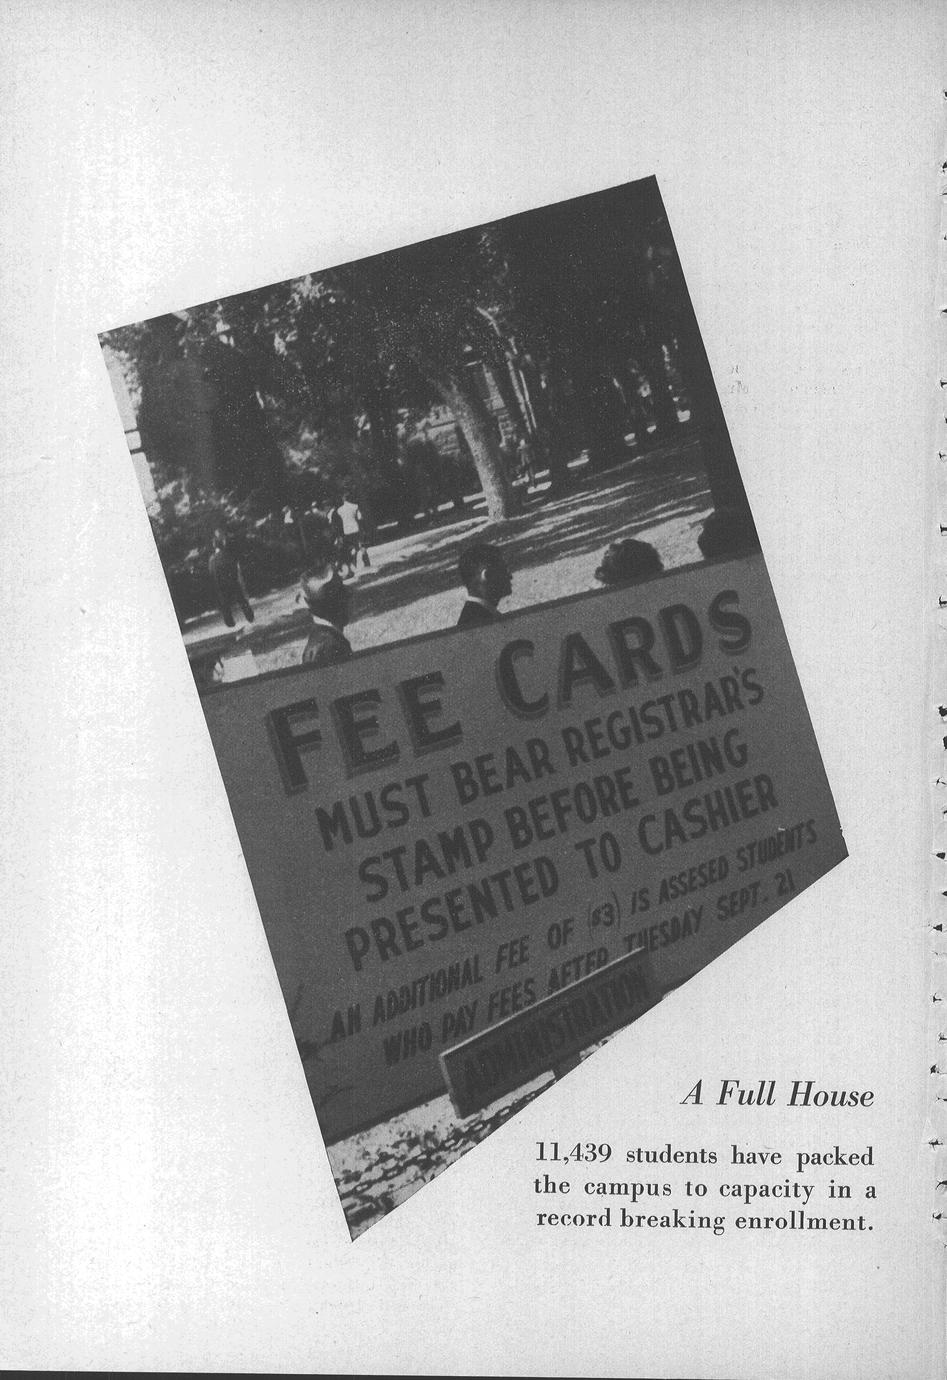 FEE CARDS
MUST BEAR REGISTRAR'S
STAMP BEFORE BEING
PRESENTED TO CASHIER
AN ADDITIONAL FEE OF ($3) IS ASSESED STUDENTS
WHO PAY FEES AFTER TUESDAY SEPT. 21
ADMINISTRATION
A Full House
11,439 students have packed
the campus to capacity in a
record breaking enrollment.